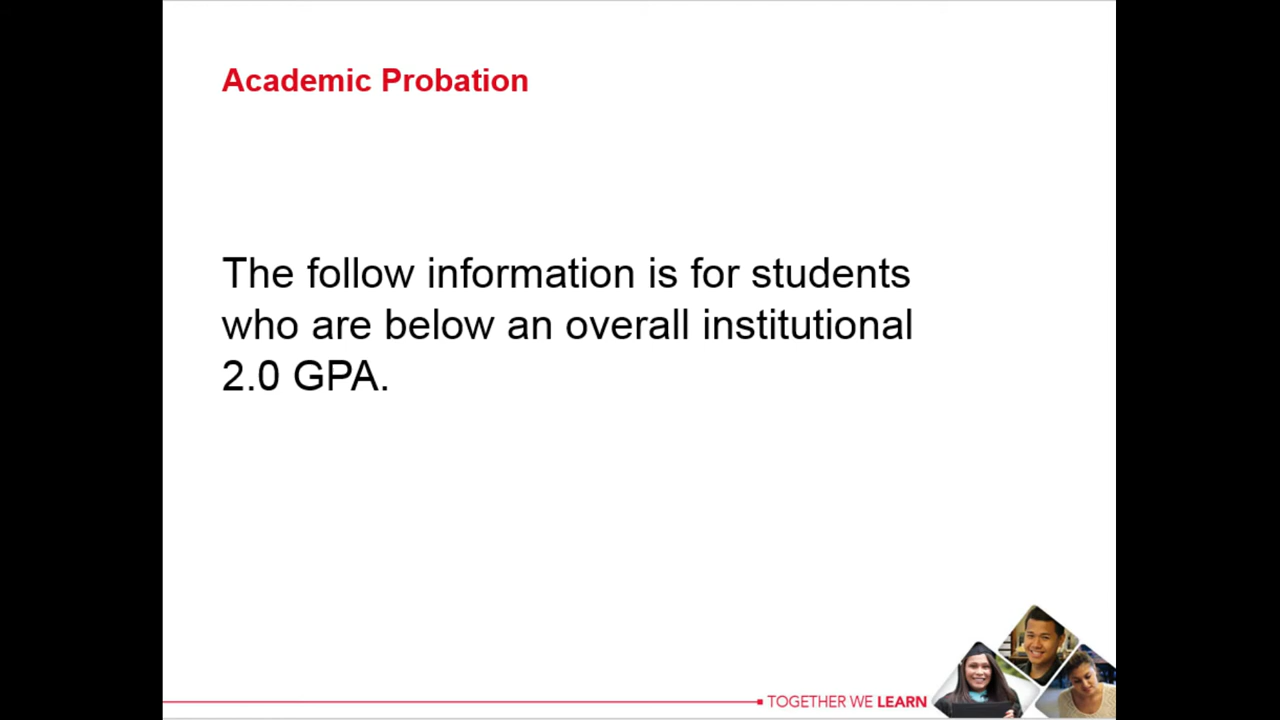 Academic Probation
The follow information is for students
who are below an overall institutional
2.0 GPA.
TOGETHER WE LEARN